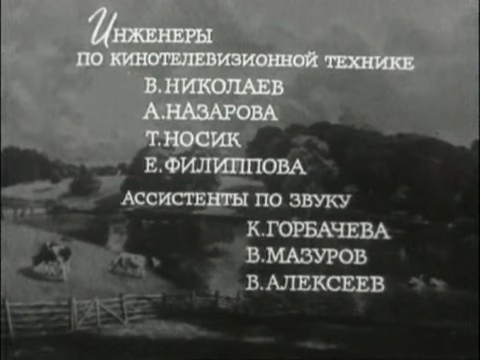 Инженеры
по кинотелевизионной технике
В. Николаев
А. Назарова
Т. Носик
Е. Филиппова
Ассистенты по звуку
К. Горбачева
В. Мазуров
В. Алексеев